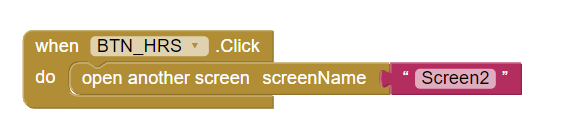 when BTN_HRS .Click
do open another screen screenName “ Screen2 ”